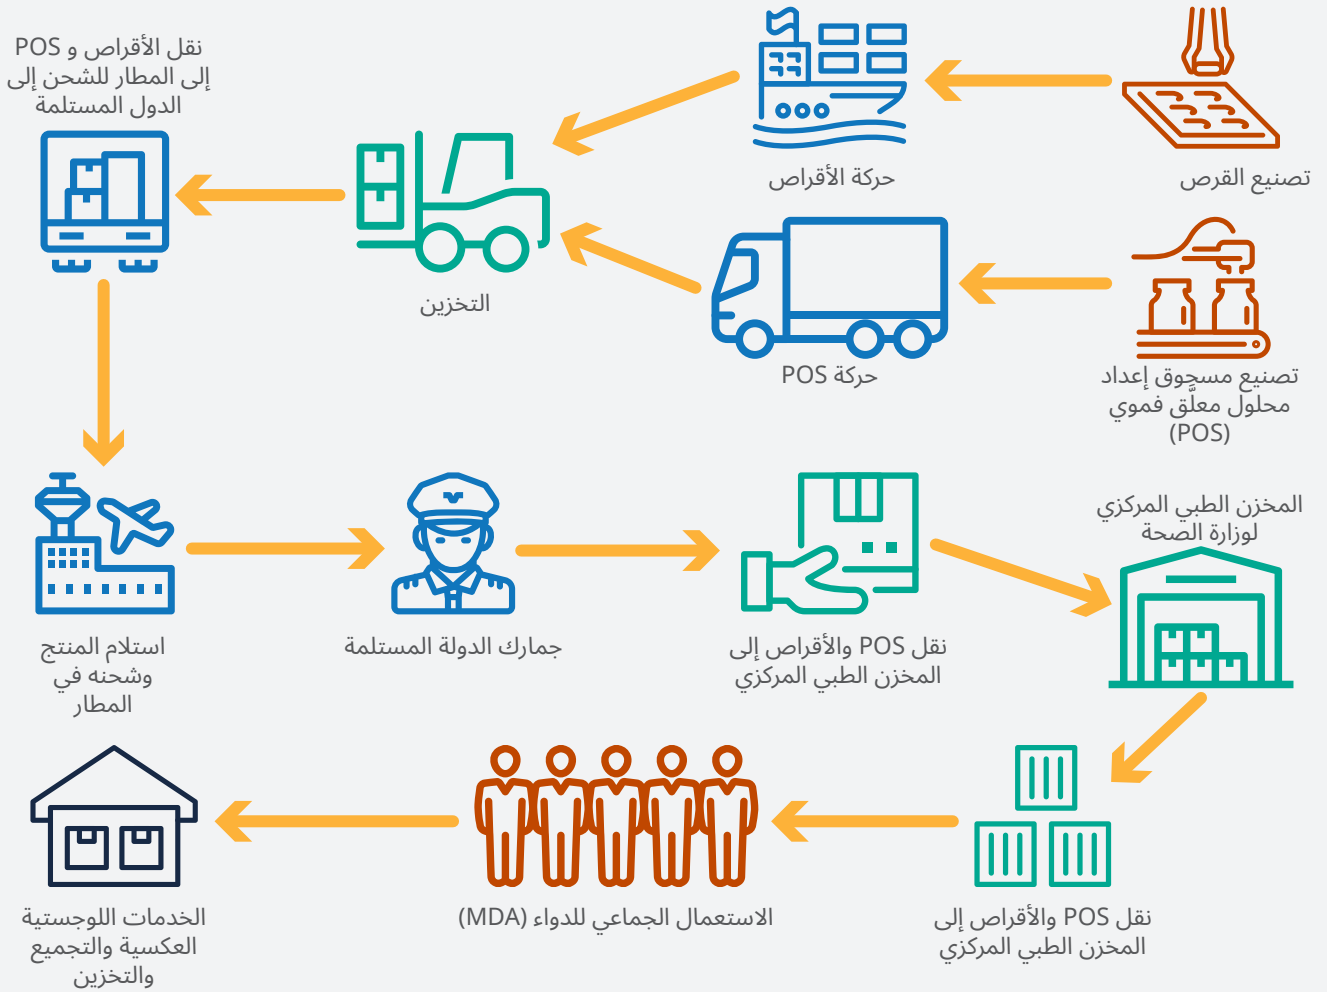 تصنيع القرص
حركة الأقراص
نقل الأقراص و POS
إلى المطار للشحن إلى
الدول المستلمة
تصنيع مسحوق إعداد
محلول معلَّق فموي
(POS)
حركة POS
التخزين
استلام المنتج
وشحنه في
المطار
جمارك الدولة المستلمة
نقل POS والأقراص إلى
المخزن الطبي المركزي
المخزن الطبي المركزي
لوزارة الصحة
نقل POS والأقراص إلى
المخزن الطبي المركزي
الاستعمال الجماعي للدواء (MDA)
الخدمات اللوجستية
العكسية والتجميع
والتخزين